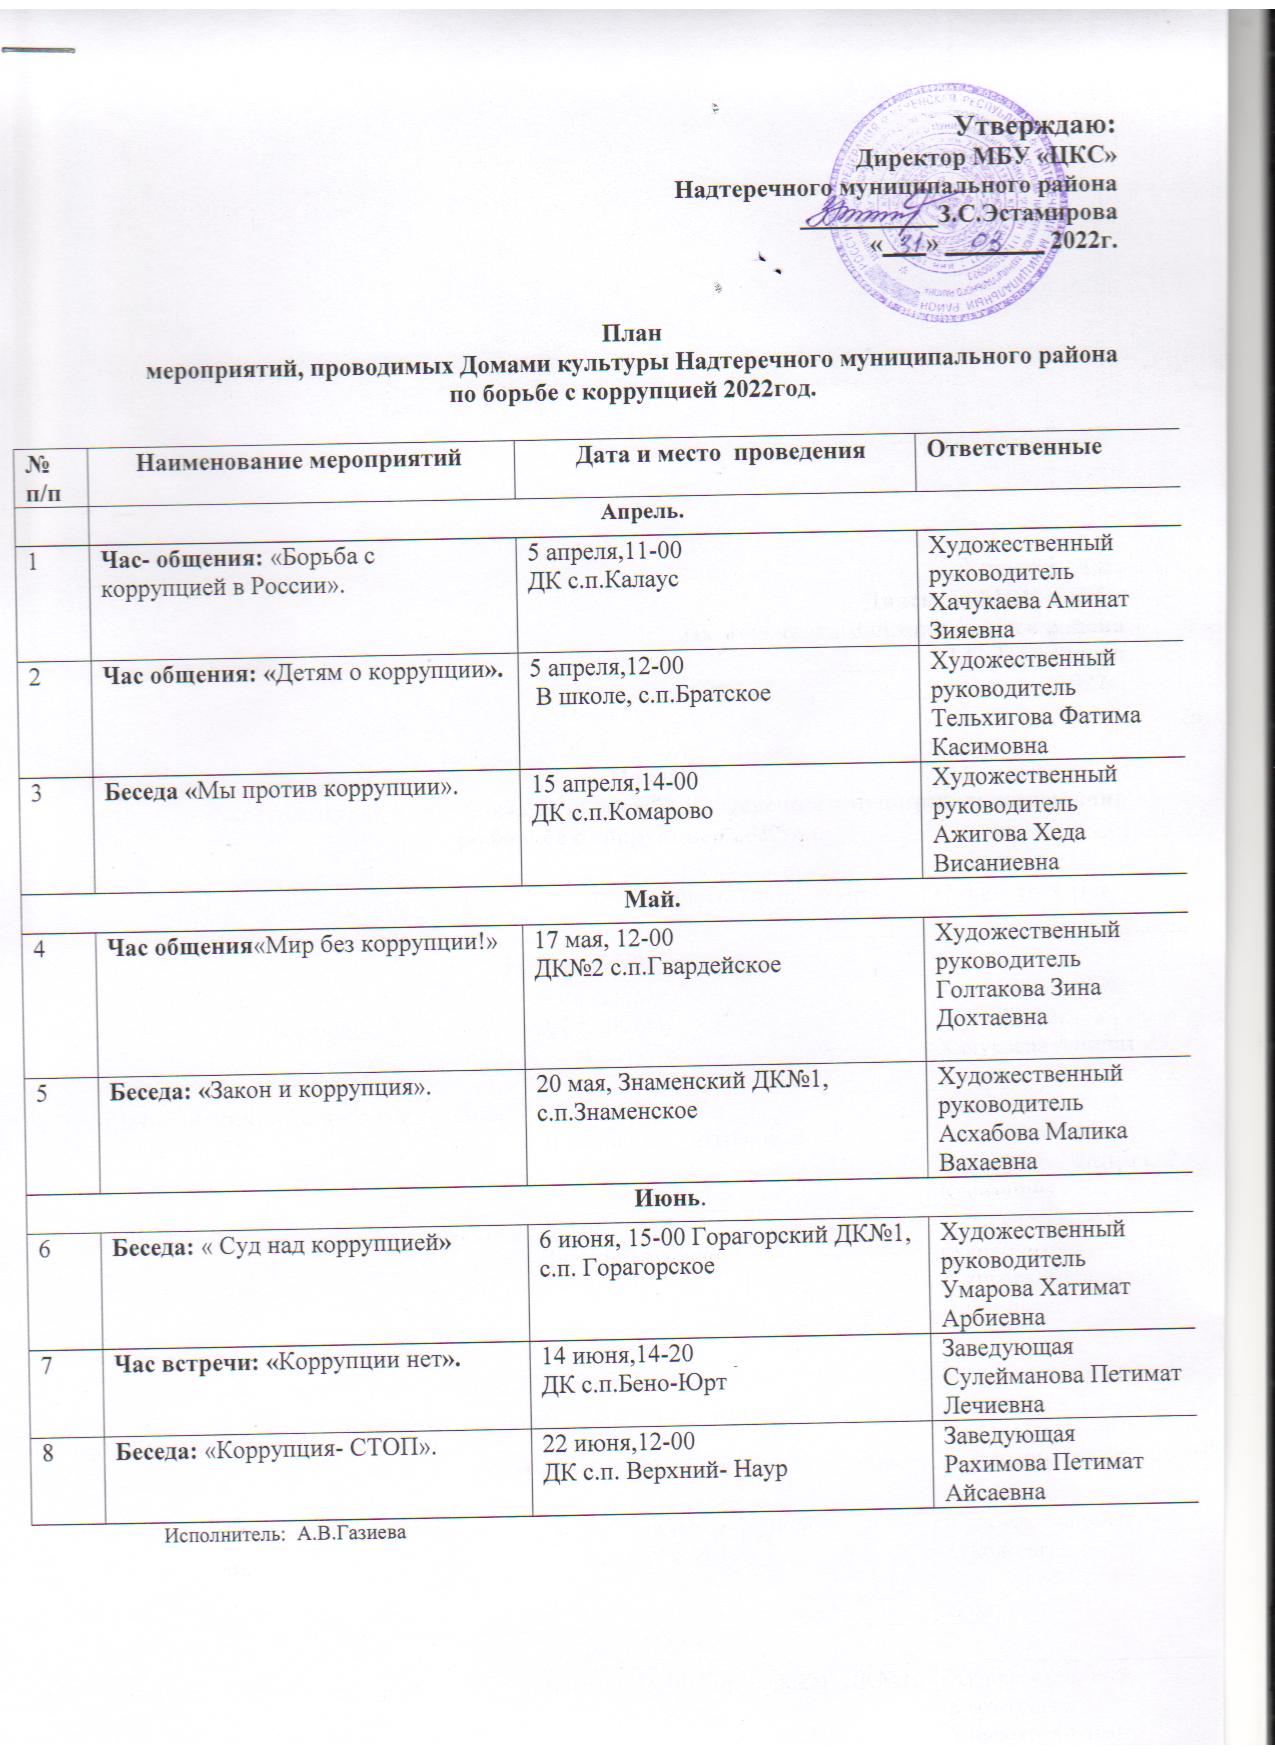 Утверждаю:
Директор МБУ «ЦКС»
Надтеречного муниципального района
___________З.С.Эстамирова
«31» 03 2022г.
План
мероприятий, проводимых Домами культуры Надтеречного муниципального района
по борьбе с коррупцией 2022год.
№ п/п Наименование мероприятий Дата и место проведения Ответственные
Апрель.
1 Час- общения: «Борьба с 5 апреля,11-00 Художественный
коррупцией в России». ДК с.п.Калаус руководитель
Хачукаева Аминат
Зияевна
2 Час общения: «Детям о коррупции». 5 апреля,12-00 Художественный
В школе, с.п.Братское руководитель
Тельхигова Фатима
Касимовна
3 Беседа «Мы против коррупции». 15 апреля,14-00 Художественный
ДК с.п.Комарово руководитель
Ажигова Хеда
Висаниевна
Май.
4 Час общения«Мир без коррупции!» 17 мая, 12-00 Художественный
ДК№2 с.п.Гвардейское руководитель
Голтакова Зина
Дохтаевна
5 Беседа: «Закон и коррупция». 20 мая, Знаменский ДК№1, Художественный
с.п.Знаменское руководитель
Асхабова Малика
Вахаевна
Июнь.
6 Беседа: « Суд над коррупцией» 6 июня, 15-00 Горагорский ДК№1, Художественный
с.п. Горагорское руководитель
Умарова Хатимат
Арбиевна
7 Час встречи: «Коррупции нет». 14 июня,14-20 Заведующая
ДК с.п.Бено-Юрт Сулейманова Петимат
Лечиевна
8 Беседа: «Коррупция- СТОП». 22 июня,12-00 Заведующая
ДК с.п. Верхний- Наур Рахимова Петимат
Айсаевна
Исполнитель: А.В.Газиева